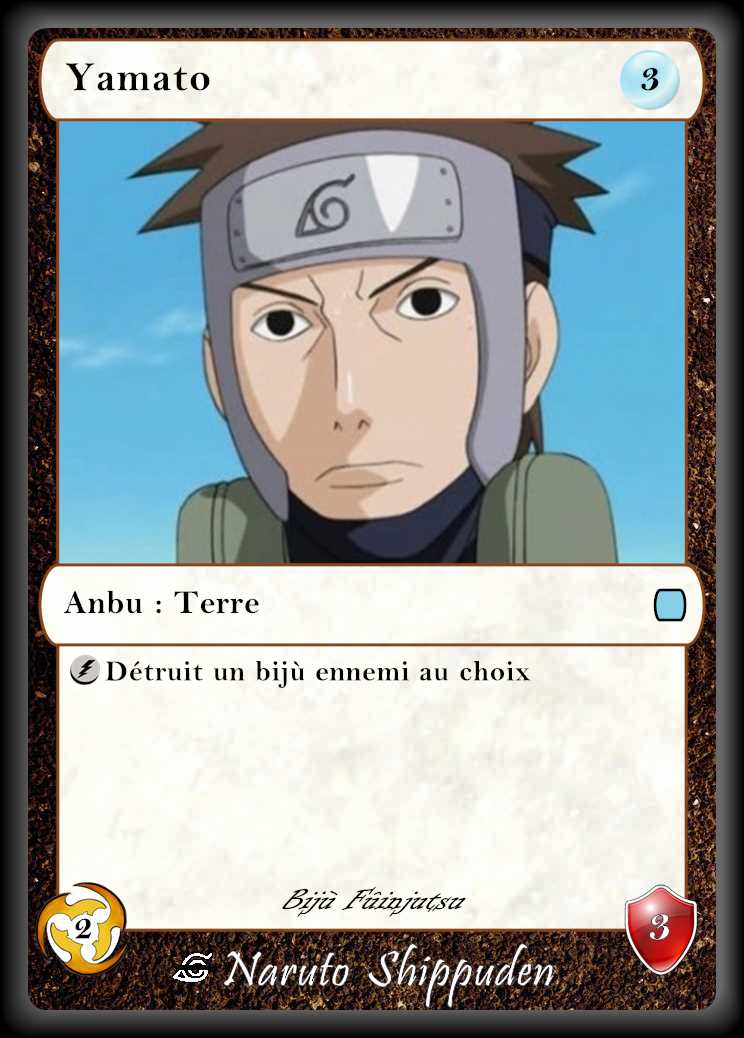 Yamato
3
Anbu : Terre
Détruit un bijù ennemi au choix
Bijù Fûinjutsu
2
3
Naruto Shippuden